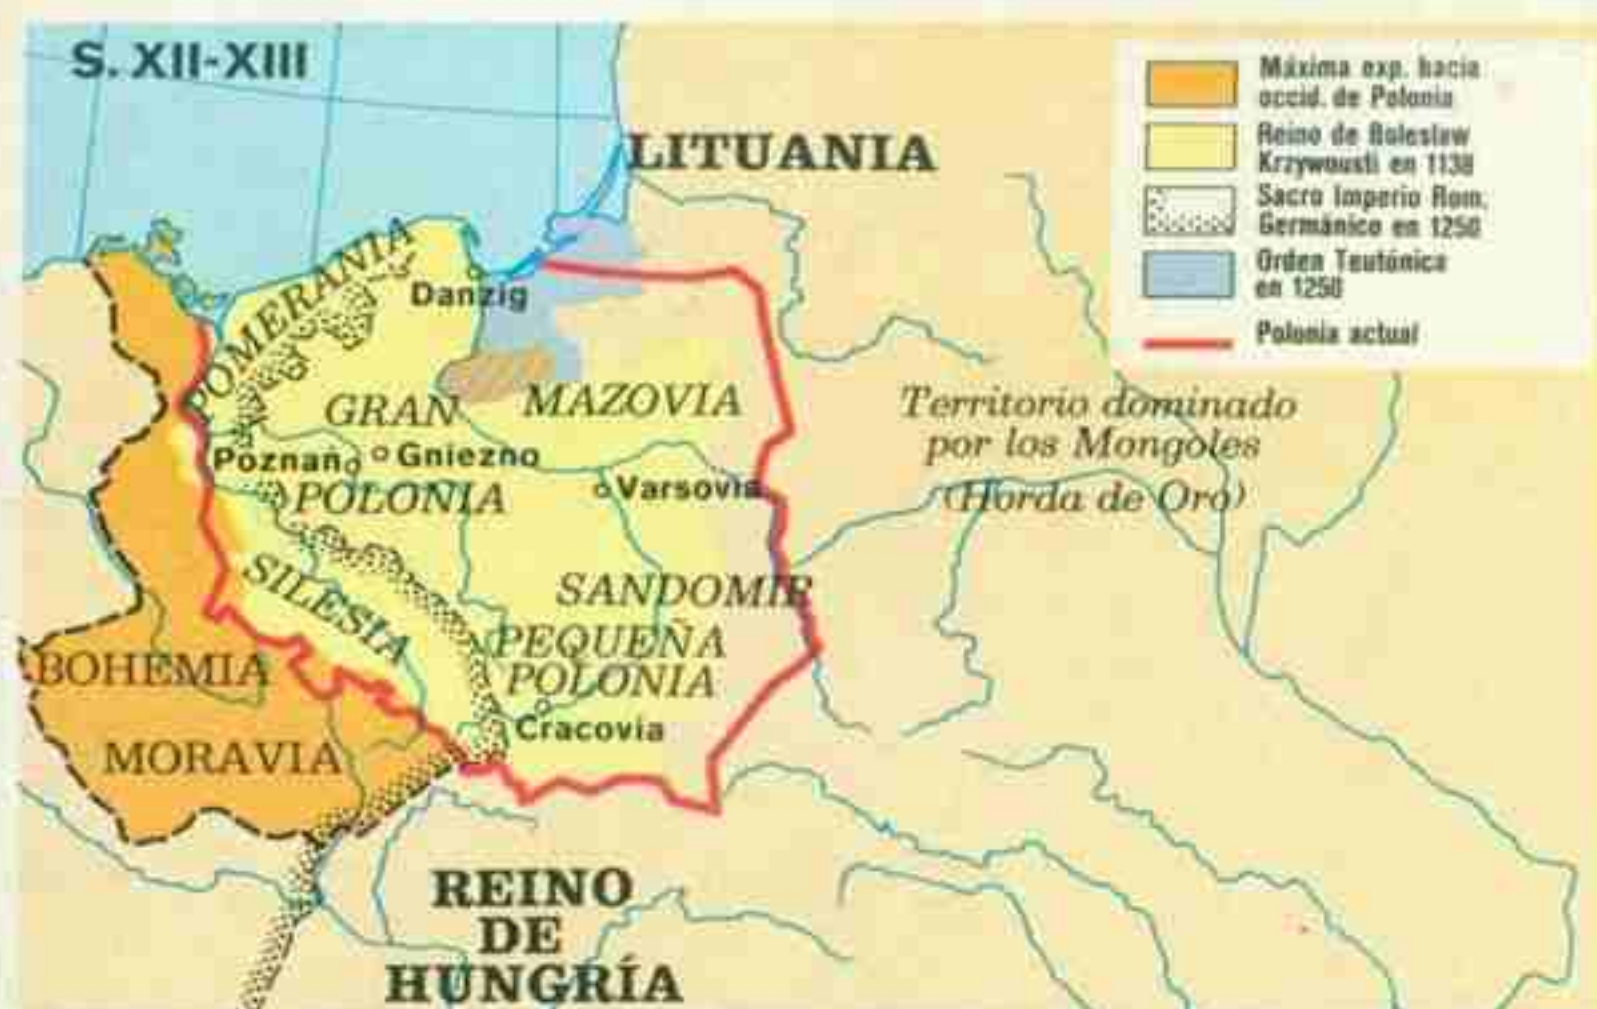 S. XII-XIII
Máxima exp. hacia
occid. de Polonia
Reino de Boleslaw
Krzywousti en 1138
Sacro Imperio Rom.
Germánico en 1250
Orden Teutónica
en 1250
Polonia actual
LITUANIA
POMERANIA
Danzig
GRAN
MAZOVIA
Territorio dominado
por los Mongoles
(Horda de Oro)
Poznan
Gniezno
POLONIA
Varsovia
SILESIA
SANDOMIR
PEQUEÑA
POLONIA
BOHEMIA
Cracovia
MORAVIA
REINO
DE
HUNGRÍA